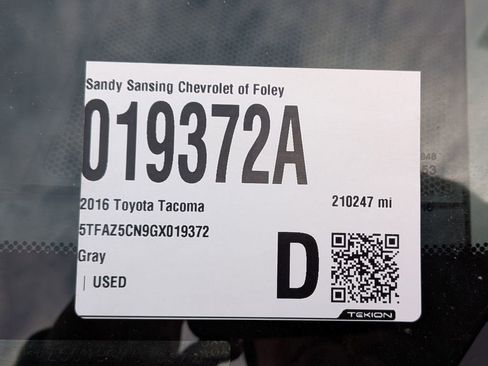 Sandy Sansing Chevrolet of Foley
019372A
2016 Toyota Tacoma 210247 mi
5TFAZ5CN9GX019372
Gray
| USED
D
TEKION